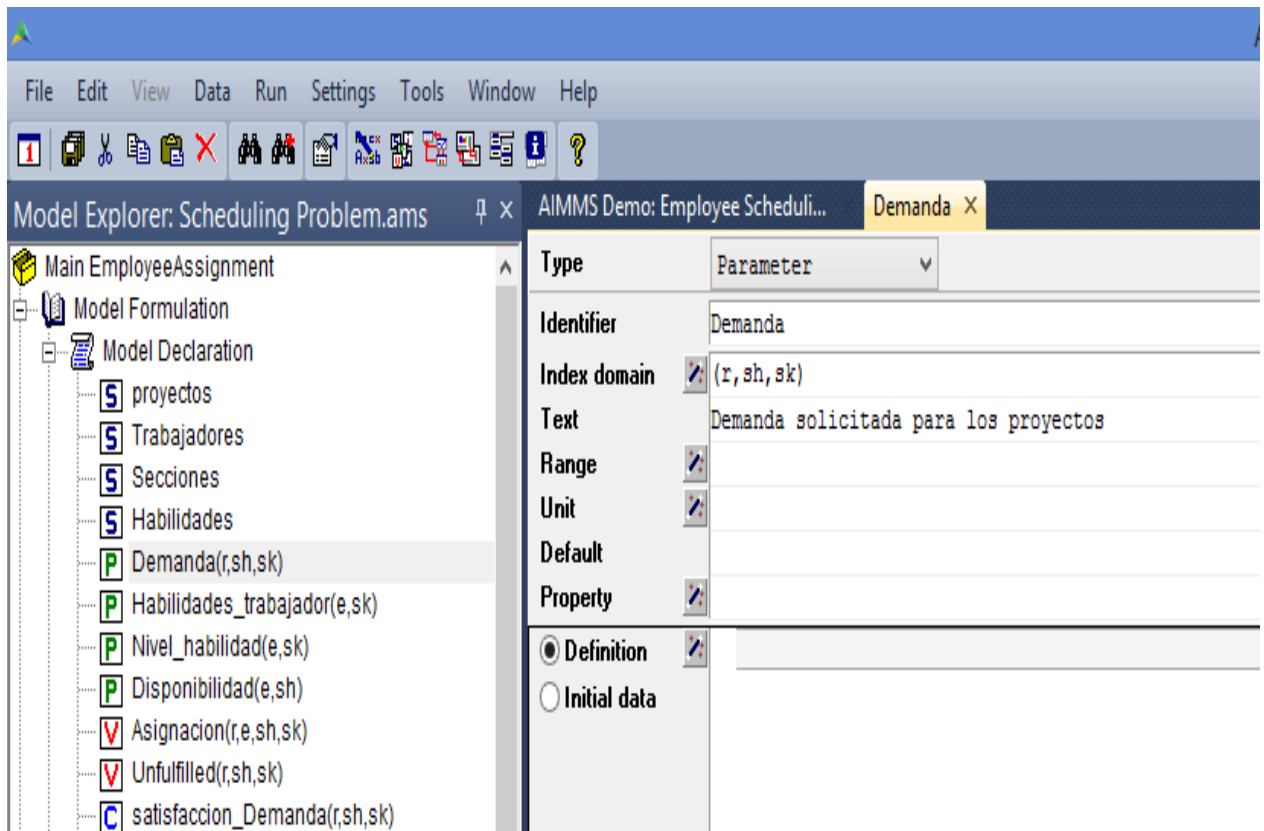 A
File Edit View Data Run Settings Tools Window Help
1
Model Explorer: Scheduling Problem.ams
AIMMS Demo: Employee Scheduli...
Demanda
Main EmployeeAssignment
Model Formulation
Model Declaration
S proyectos
S Trabajadores
S Secciones
S Habilidades
P Demanda(r,sh,sk)
P Habilidades_trabajador(e,sk)
P Nivel_habilidad(e,sk)
P Disponibilidad(e,sh)
V Asignacion(r,e,sh,sk)
V Unfulfilled(r,sh,sk)
C satisfaccion_Demanda(r,sh,sk)
Type Parameter
Identifier Demanda
Index domain (r,sh,sk)
Text Demanda solicitada para los proyectos
Range
Unit
Default
Property
Definition
Initial data